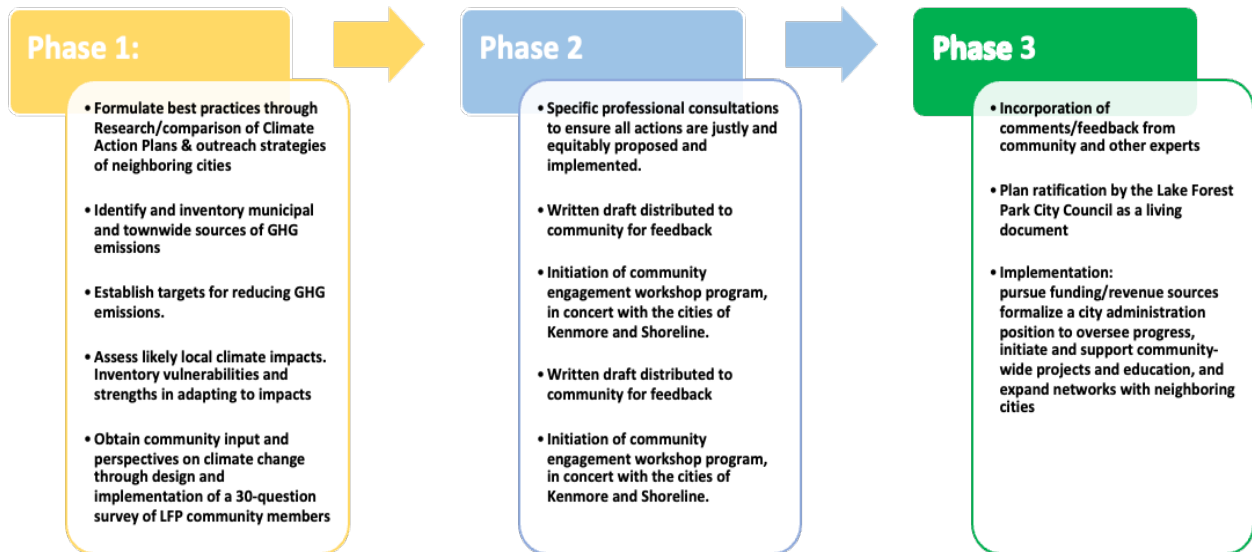 Phase 1:
• Formulate best practices through
Research/comparison of Climate
Action Plans & outreach strategies
of neighboring cities
• Identify and inventory municipal
and townwide sources of GHG
emissions
• Establish targets for reducing GHG
emissions.
• Assess likely local climate impacts.
Inventory vulnerabilities and
strengths in adapting to impacts
• Obtain community input and
perspectives on climate change
through design and
implementation of a 30-question
survey of LFP community members
Phase 2
• Specific professional consultations
to ensure all actions are justly and
equitably proposed and
implemented.
• Written draft distributed to
community for feedback
• Initiation of community
engagement workshop program,
in concert with the cities of
Kenmore and Shoreline.
• Written draft distributed to
community for feedback
• Initiation of community
engagement workshop program,
in concert with the cities of
Kenmore and Shoreline.
Phase 3
• Incorporation of
comments/feedback from
community and other experts
• Plan ratification by the Lake Forest
Park City Council as a living
document
• Implementation:
pursue funding/revenue sources
formalize a city administration
position to oversee progress,
initiate and support community-
wide projects and education, and
expand networks with neighboring
cities